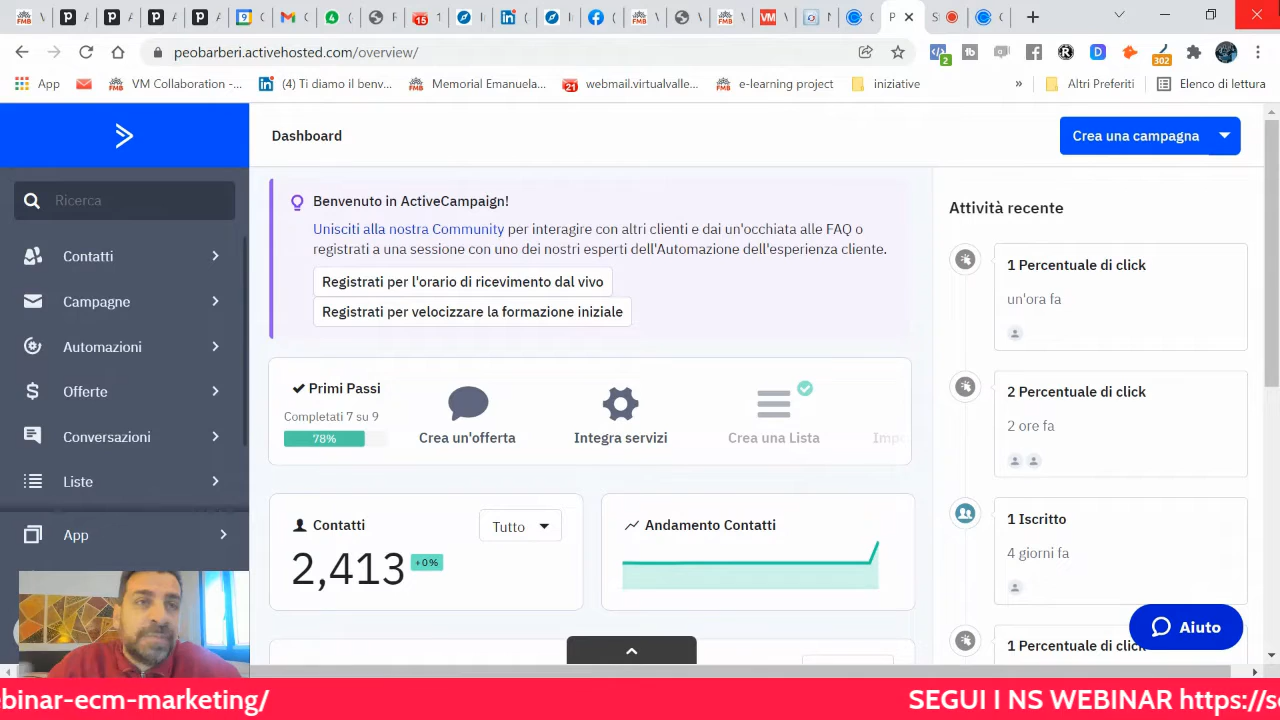 peobarberi.activehosted.com/overview/
2
302
App
VM Collaboration -...
(4) Ti diamo il benv...
Memorial Emanuela...
21
webmail.virtualvalle...
e-learning project
iniziative
»
Altri Preferiti
Elenco di lettura
Dashboard
Crea una campagna
Ricerca
Contatti
Campagne
Automazioni
Offerte
Conversazioni
Liste
App
Benvenuto in ActiveCampaign!
Unisciti alla nostra Community per interagire con altri clienti e dai un'occhiata alle FAQ o
registrati a una sessione con uno dei nostri esperti dell'Automazione dell'esperienza cliente.
Registrati per l'orario di ricevimento dal vivo
Registrati per velocizzare la formazione iniziale
Primi Passi
Completati 7 su 9
78%
Crea un'offerta
Integra servizi
Crea una Lista
Contatti
Tutto
2,413
+0%
Andamento Contatti
Attività recente
1 Percentuale di click
un'ora fa
2 Percentuale di click
2 ore fa
1 Iscritto
4 giorni fa
1 Percentuale di click
Aiuto
ebinar-ecm-marketing/
SEGUI I NS WEBINAR https://s